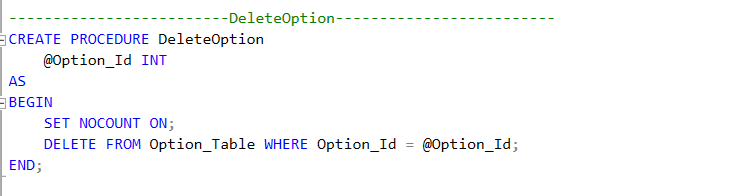 -------------------------DeleteOption-------------------------
CREATE PROCEDURE DeleteOption
    @Option_Id INT
AS
BEGIN
    SET NOCOUNT ON;
    DELETE FROM Option_Table WHERE Option_Id = @Option_Id;
END;